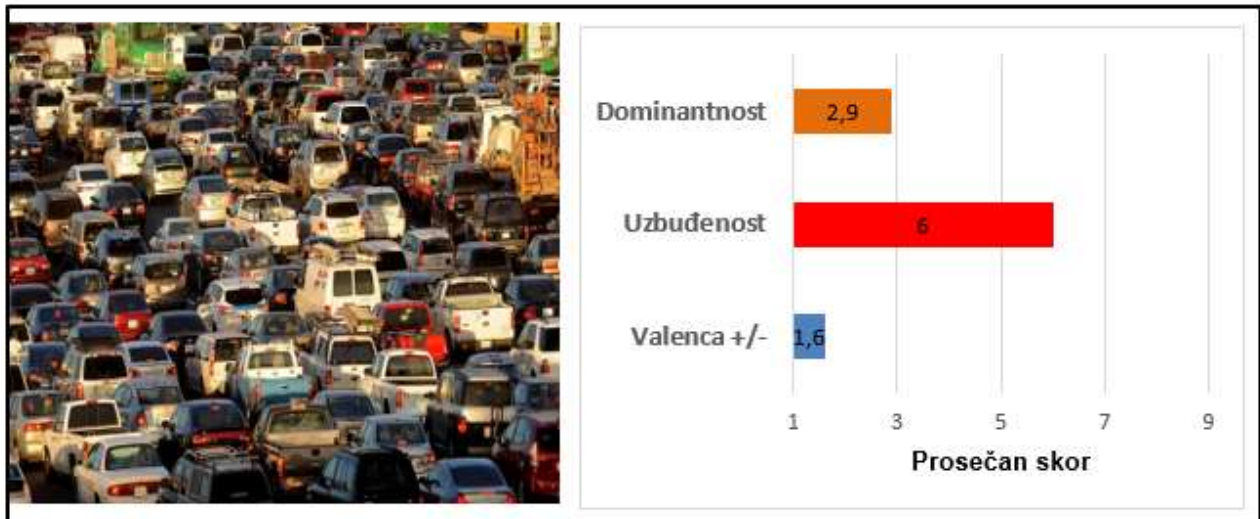 Dominantnost
2,9
Uzbuđenost
6
Valenca +/-
1,6
1
3
5
7
9
Prosečan skor